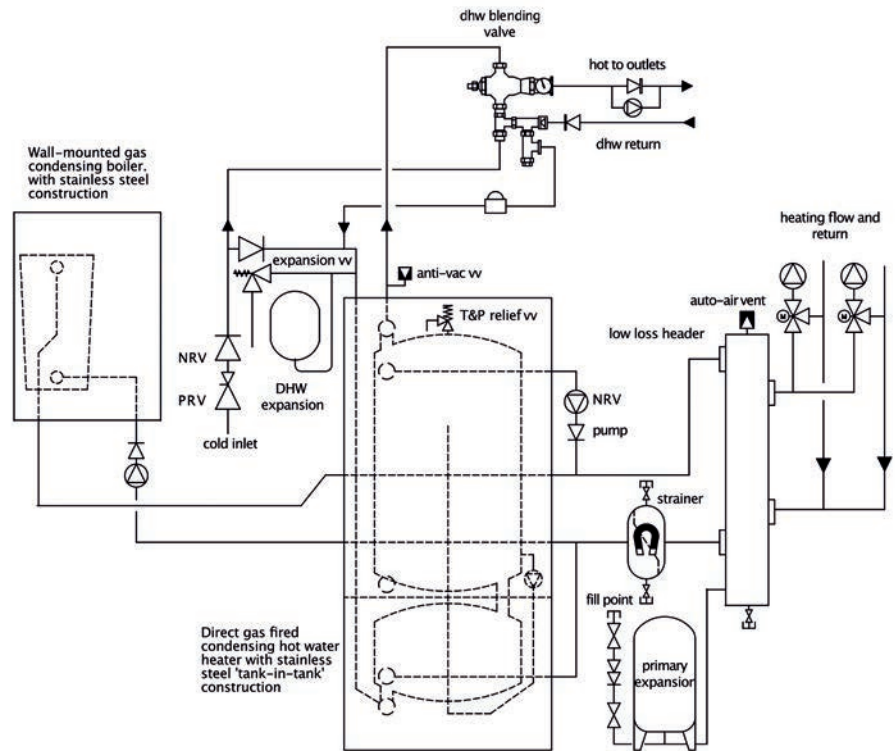 dhw blending
valve
hot to outlets
dhw return
Wall-mounted gas
condensing boiler.
with stainless steel
construction
heating flow and
return
expansion vv
anti-vac vv
auto-air vent
T&P relief vv
low loss header
M
M
NRV
DHW
expansion
NRV
PRV
pump
cold inlet
strainer
fill point
Direct gas fired
condensing hot water
heater with stainless
steel 'tank-in-tank'
construction
primary
expansion